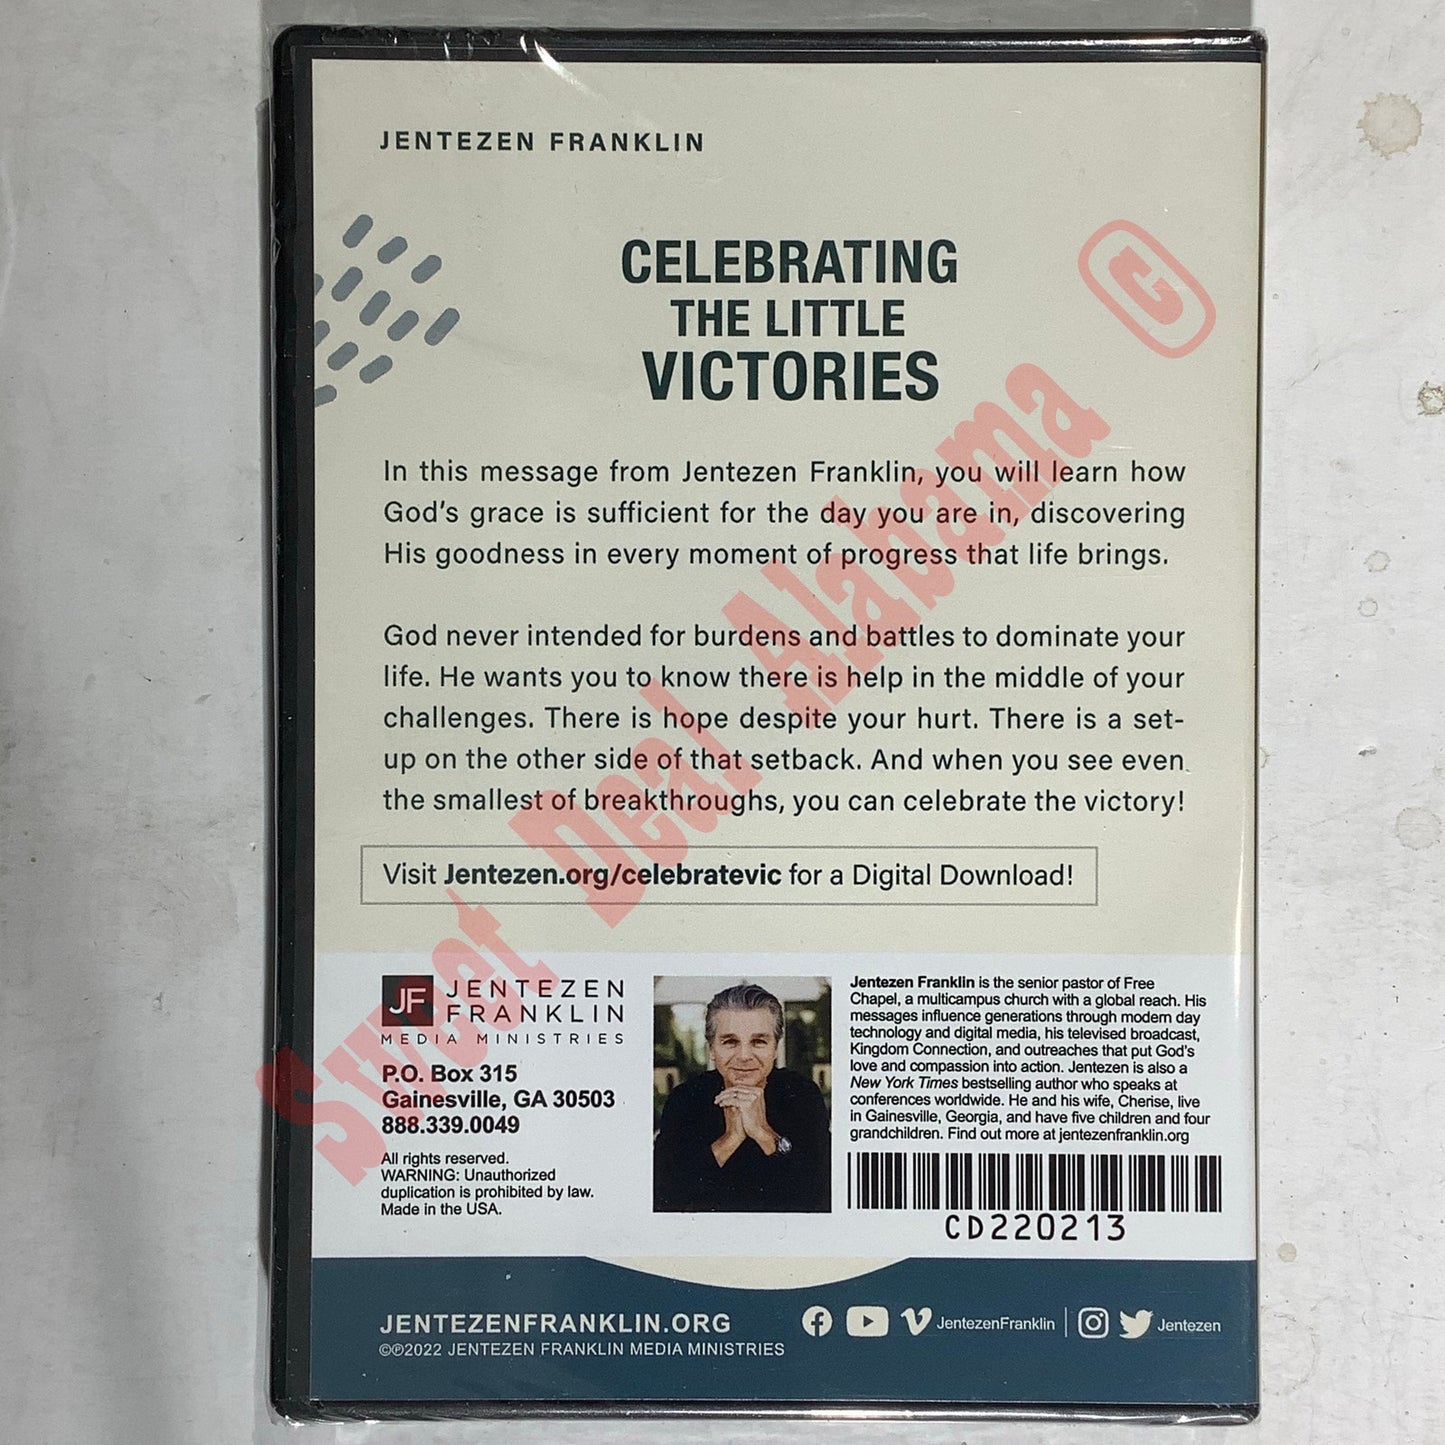 JENTEZEN FRANKLIN
CELEBRATING
THE LITTLE
VICTORIES
In this message from Jentezen Franklin, you will learn how
God's grace is sufficient for the day you are in, discovering
His goodness in every moment of progress that life brings.
God never intended for burdens and battles to dominate your
life. He wants you to know there is help in the middle of your
challenges. There is hope despite your hurt. There is a set-
up on the other side of that setback. And when you see even
the smallest of breakthroughs, you can celebrate the victory!
Visit Jentezen.org/celebratevic for a Digital Download!
JF JENTEZEN
FRANKLIN
MEDIA MINISTRIES
P.O. Box 315
Gainesville, GA 30503
888.339.0049
All rights reserved.
WARNING: Unauthorized
duplication is prohibited by law.
Made in the USA.
Jentezen Franklin is the senior pastor of Free
Chapel, a multicampus church with a global reach. His
messages influence generations through modern day
technology and digital media, his televised broadcast,
Kingdom Connection, and outreaches that put God's
love and compassion into action. Jentezen is also a
New York Times bestselling author who speaks at
conferences worldwide. He and his wife, Cherise, live
in Gainesville, Georgia, and have five children and four
grandchildren. Find out more at jentezenfranklin.org
CD220213
JENTEZENFRANKLIN.ORG
©℗2022 JENTEZEN FRANKLIN MEDIA MINISTRIES
JentezenFranklin
Jentezen
Sweet Deal Alabama ©